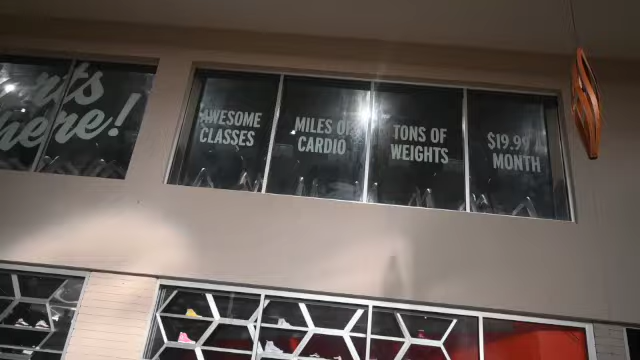 here!
AWESOME
CLASSES
MILES OF
CARDIO
TONS OF
WEIGHTS
$19.99 /
MONTH